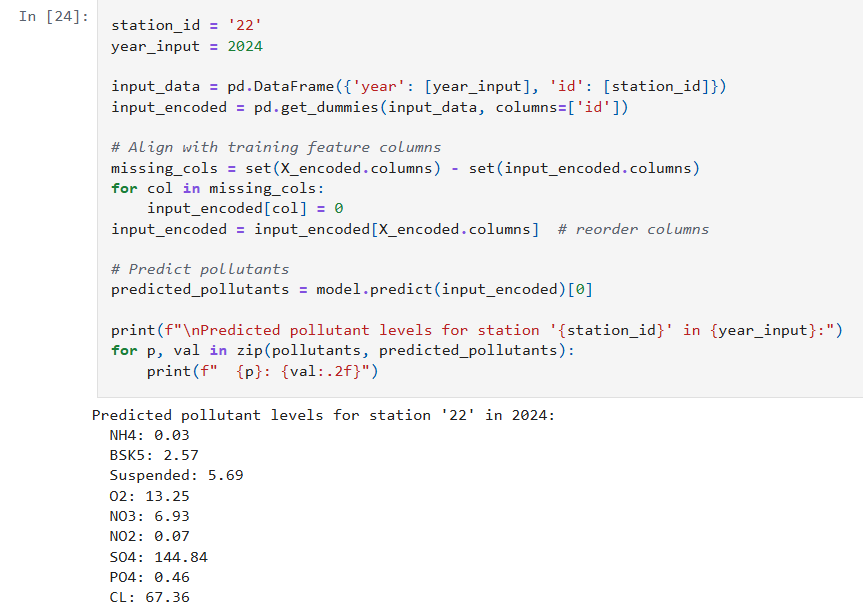 In [24]:
station_id = '22'
year_input = 2024
input_data = pd.DataFrame({'year': [year_input], 'id': [station_id]})
input_encoded = pd.get_dummies(input_data, columns=['id'])
# Align with training feature columns
missing_cols = set(X_encoded.columns) - set(input_encoded.columns)
for col in missing_cols:
    input_encoded[col] = 0
input_encoded = input_encoded[X_encoded.columns]  # reorder columns
# Predict pollutants
predicted_pollutants = model.predict(input_encoded)[0]
print(f"\nPredicted pollutant levels for station '{station_id}' in {year_input}:")
for p, val in zip(pollutants, predicted_pollutants):
    print(f"  {p}: {val:.2f}")
Predicted pollutant levels for station '22' in 2024:
  NH4: 0.03
  BSK5: 2.57
  Suspended: 5.69
  O2: 13.25
  NO3: 6.93
  NO2: 0.07
  SO4: 144.84
  PO4: 0.46
  CL: 67.36